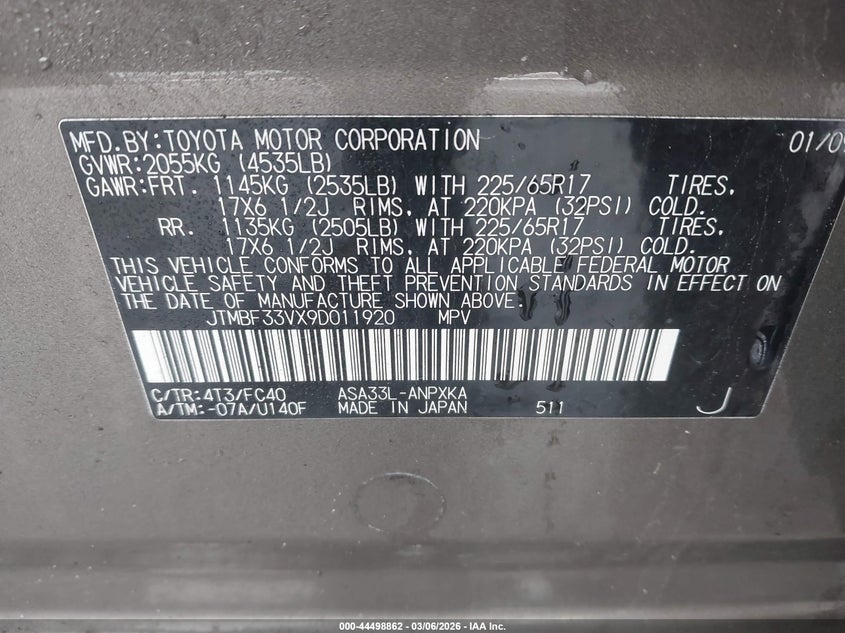 MFD.BY:TOYOTA MOTOR CORPORATION 01/09
GVWR:2055KG (4535LB)
GAWR:FRT. 1145KG (2535LB) WITH 225/65R17 TIRES,
17X6 1/2J RIMS, AT 220KPA (32PSI) COLD.
RR. 1135KG (2505LB) WITH 225/65R17 TIRES,
17X6 1/2J RIMS, AT 220KPA (32PSI) COLD.
THIS VEHICLE CONFORMS TO ALL APPLICABLE FEDERAL MOTOR
VEHICLE SAFETY AND THEFT PREVENTION STANDARDS IN EFFECT ON
THE DATE OF MANUFACTURE SHOWN ABOVE.
JTMBF33VX9D011920 MPV
C/TR:4T3/FC40 ASA33L-ANPXKA
A/TM:-07A/U140F MADE IN JAPAN 511 J
000-44498862 - 03/06/2026 - IAA Inc.